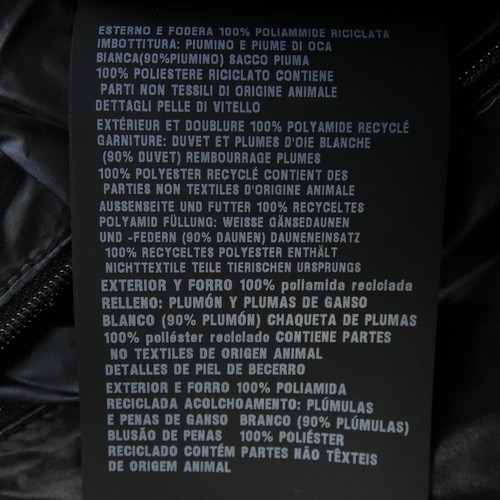 ESTERNO E FODERA 100% POLIAMMIDE RICICLATA
IMBOTTITURA: PIUMINO E PIUME DI OCA
BIANCA(90%PIUMINO) SACCO PIUMA
100% POLIESTERE RICICLATO CONTIENE
PARTI NON TESSILI DI ORIGINE ANIMALE
DETTAGLI PELLE DI VITELLO
EXTÉRIEUR ET DOUBLURE 100% POLYAMIDE RECYCLÉ
GARNITURE: DUVET ET PLUMES D'OIE BLANCHE
(90% DUVET) REMBOURRAGE PLUMES
100% POLYESTER RECYCLÉ CONTIENT DES
PARTIES NON TEXTILES D'ORIGINE ANIMALE
AUSSENSEITE UND FUTTER 100% RECYCELTES
POLYAMID FÜLLUNG: WEISSE GÄNSEDAUNEN
UND -FEDERN (90% DAUNEN) DAUNENEINSATZ
100% RECYCELTES POLYESTER ENTHÄLT
NICHTTEXTILE TEILE TIERISCHEN URSPRUNGS
EXTERIOR Y FORRO 100% poliamida reciclada
RELLENO: PLUMÓN Y PLUMAS DE GANSO
BLANCO (90% PLUMÓN) CHAQUETA DE PLUMAS
100% poliéster reciclado CONTIENE PARTES
NO TEXTILES DE ORIGEN ANIMAL
DETALLES DE PIEL DE BECERRO
EXTERIOR E FORRO 100% POLIAMIDA
RECICLADA ACOLCHOAMENTO: PLÚMULAS
E PENAS DE GANSO BRANCO (90% PLÚMULAS)
BLUSÃO DE PENAS 100% POLIÉSTER
RECICLADO CONTÉM PARTES NÃO TÊXTEIS
DE ORIGEM ANIMAL